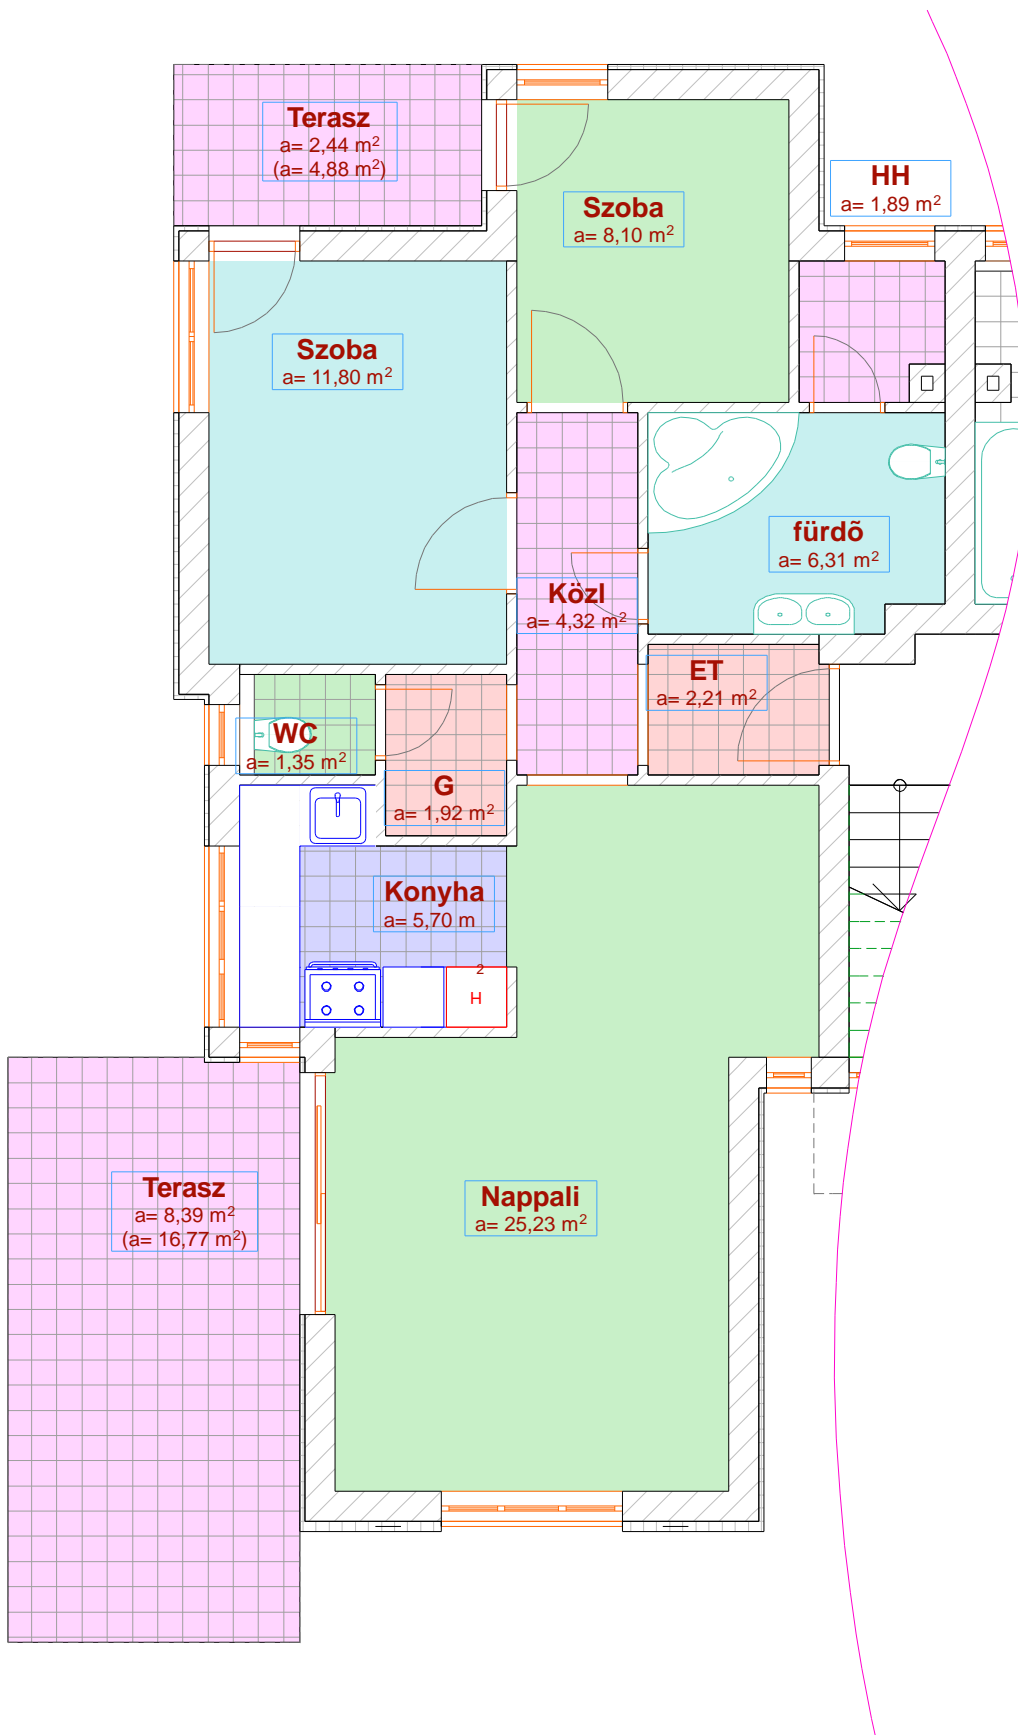 Terasz
a= 2,44 m²
(a= 4,88 m²)
HH
a= 1,89 m²
Szoba
a= 8,10 m²
Szoba
a= 11,80 m²
fürdõ
a= 6,31 m²
Közl
a= 4,32 m²
ET
a= 2,21 m²
WC
a= 1,35 m²
G
a= 1,92 m²
Konyha
a= 5,70 m
2
H
Terasz
a= 8,39 m²
(a= 16,77 m²)
Nappali
a= 25,23 m²